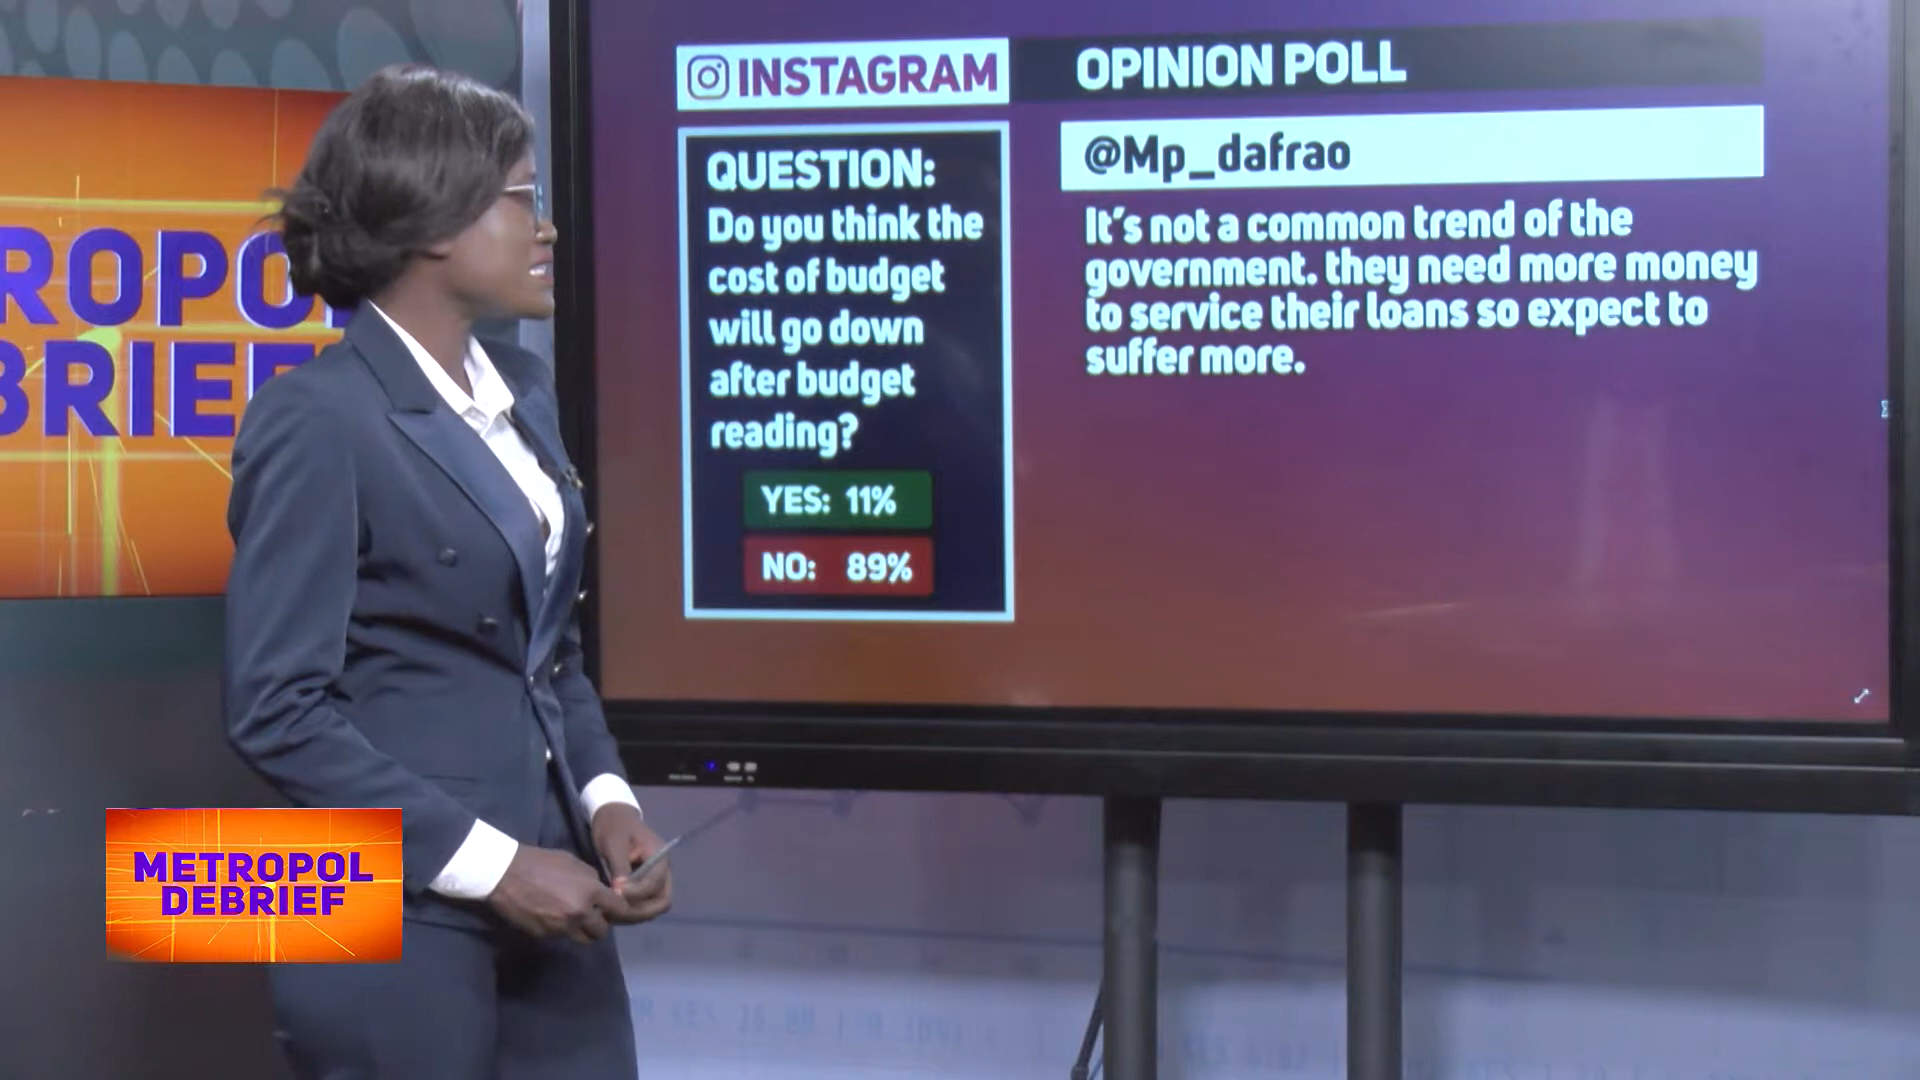 INSTAGRAM
OPINION POLL
QUESTION:
Do you think the
cost of budget
will go down
after budget
reading?
YES: 11%
NO: 89%
@Mp_dafrao
It's not a common trend of the
government. they need more money
to service their loans so expect to
suffer more.
METROPOL
DEBRIEF